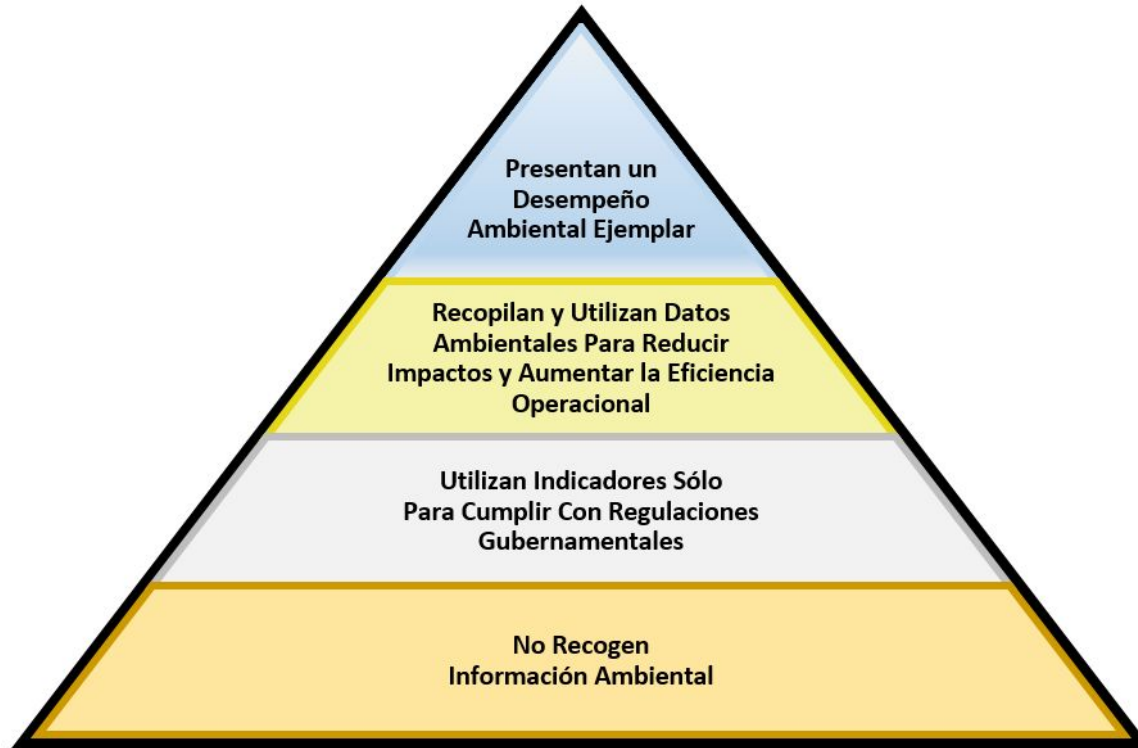 Presentan un
Desempeño
Ambiental Ejemplar
Recopilan y Utilizan Datos
Ambientales Para Reducir
Impactos y Aumentar la Eficiencia
Operacional
Utilizan Indicadores Sólo
Para Cumplir Con Regulaciones
Gubernamentales
No Recogen
Información Ambiental